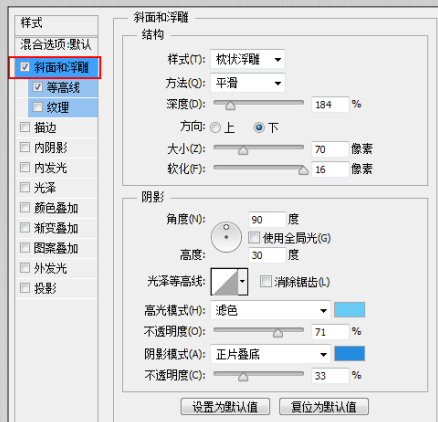 样式
混合选项:默认
斜面和浮雕
等高线
纹理
描边
内阴影
内发光
光泽
颜色叠加
渐变叠加
图案叠加
外发光
投影
斜面和浮雕
结构
样式(T): 枕状浮雕
方法(Q): 平滑
深度(D): 184 %
方向: 上 下
大小(Z): 70 像素
软化(F): 16 像素
阴影
角度(N): 90 度
使用全局光(G)
高度: 30 度
光泽等高线: 消除锯齿(L)
高光模式(H): 滤色
不透明度(O): 71 %
阴影模式(A): 正片叠底
不透明度(C): 33 %
设置为默认值 复位为默认值